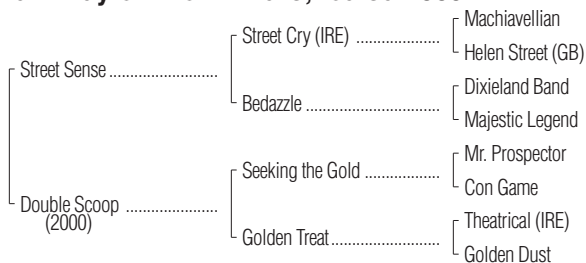 Machiavellian
Street Cry (IRE) ....................
Helen Street (GB)
Street Sense ..........................
Dixieland Band
Bedazzle ................................
Majestic Legend
Mr. Prospector
Seeking the Gold ..................
Con Game
Double Scoop ......................
(2000)
Theatrical (IRE)
Golden Treat..........................
Golden Dust